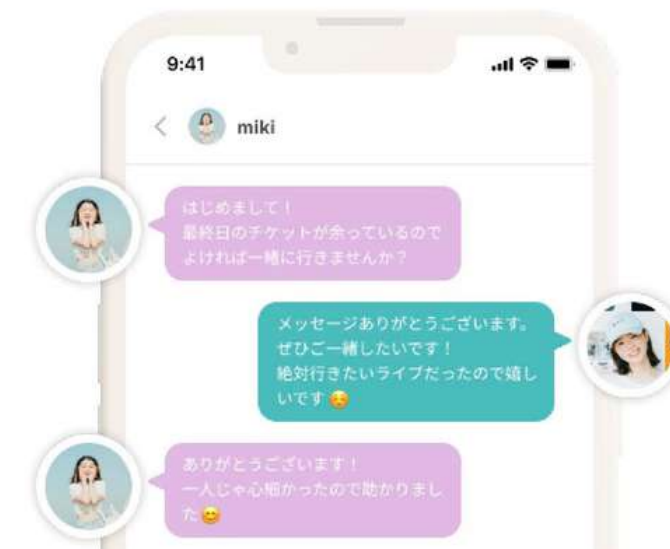 9:41
miki
はじめまして！
最終日のチケットが余っているので
よければ一緒に行きませんか？
メッセージありがとうございます。
ぜひご一緒したいです！
絶対行きたいライブだったので嬉し
いです☺️
ありがとうございます！
一人じゃ心細かったので助かりまし
た😊